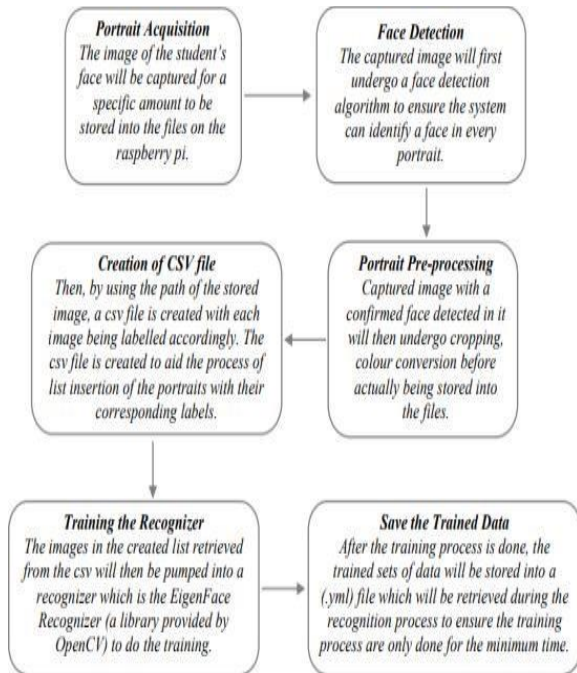 Portrait Acquisition
The image of the student's
face will be captured for a
specific amount to be
stored into the files on the
raspberry pi.
Face Detection
The captured image will first
undergo a face detection
algorithm to ensure the system
can identify a face in every
portrait.
Portrait Pre-processing
Captured image with a
confirmed face detected in it
will then undergo cropping,
colour conversion before
actually being stored into
the files.
Creation of CSV file
Then, by using the path of the stored
image, a csv file is created with each
image being labelled accordingly. The
csv file is created to aid the process of
list insertion of the portraits with their
corresponding labels.
Training the Recognizer
The images in the created list retrieved
from the csv will then be pumped into a
recognizer which is the EigenFace
Recognizer (a library provided by
OpenCV) to do the training.
Save the Trained Data
After the training process is done, the
trained sets of data will be stored into a
(.yml) file which will be retrieved during the
recognition process to ensure the training
process are only done for the minimum time.